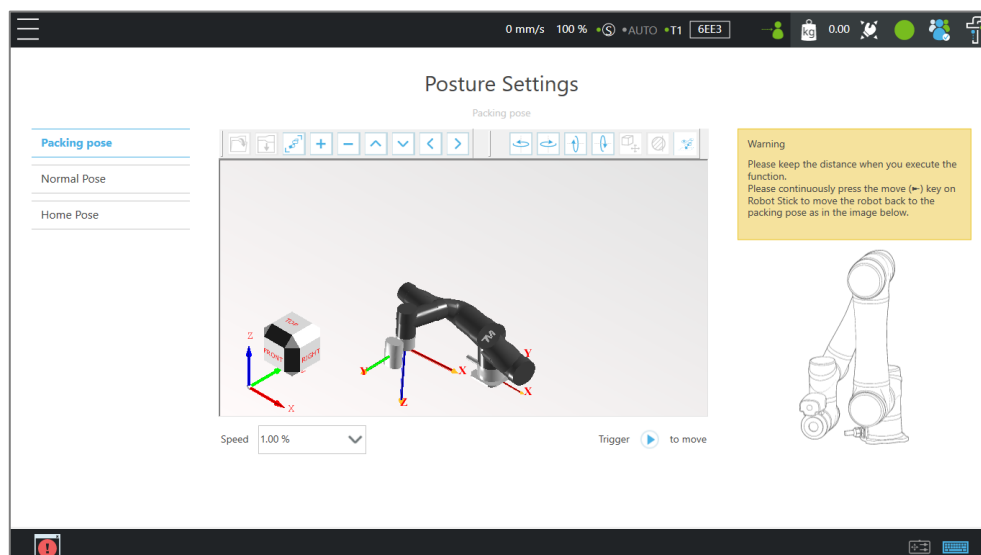 0 mm/s 100 % S AUTO T1 6EE3 kg 0.00
Posture Settings
Packing pose
Packing pose
Normal Pose
Home Pose
Warning
Please keep the distance when you execute the
function.
Please continuously press the move (►-) key on
Robot Stick to move the robot back to the
packing pose as in the image below.
TOP
FRONT
RIGHT
Z
X
Y
X
Z
Y
X
TM
Speed 1.00 %
Trigger to move